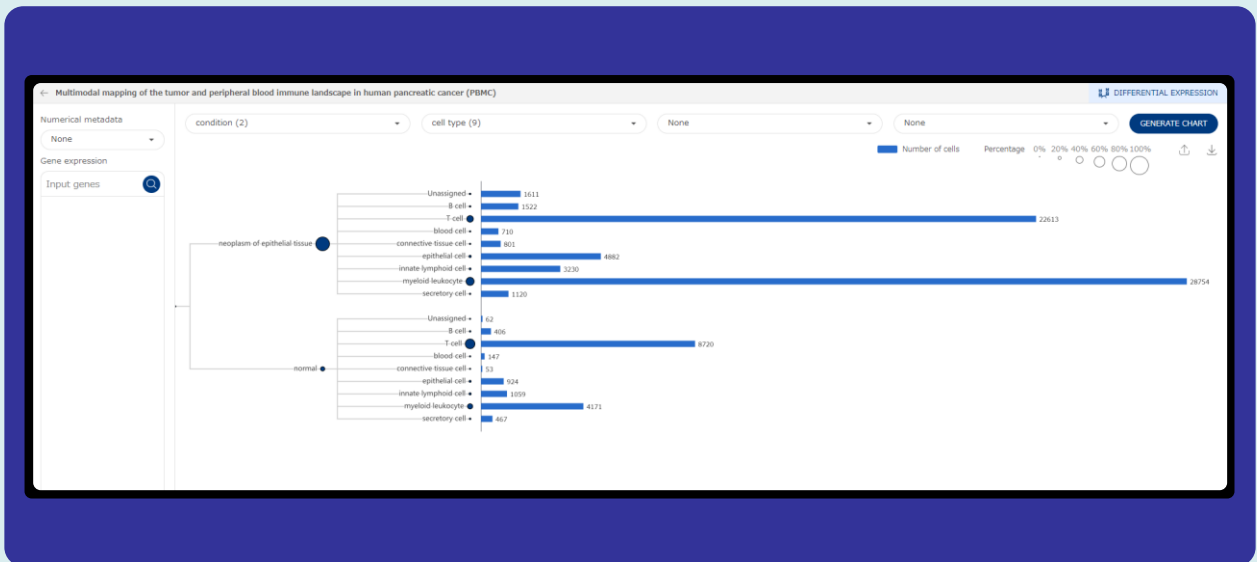 ← Multimodal mapping of the tumor and peripheral blood immune landscape in human pancreatic cancer (PBMC)
DIFFERENTIAL EXPRESSION
Numerical metadata
None
Gene expression
Input genes
condition (2)
cell type (9)
None
None
GENERATE CHART
Number of cells
Percentage 0% 20% 40% 60% 80% 100%
neoplasm of epithelial tissue
Unassigned 1611
B cell 1522
T cell 22613
blood cell 710
connective tissue cell 801
epithelial cell 4882
innate lymphoid cell 3230
myeloid leukocyte 28754
secretory cell 1120
normal
Unassigned 62
B cell 406
T cell 8720
blood cell 147
connective tissue cell 53
epithelial cell 924
innate lymphoid cell 1059
myeloid leukocyte 4171
secretory cell 467